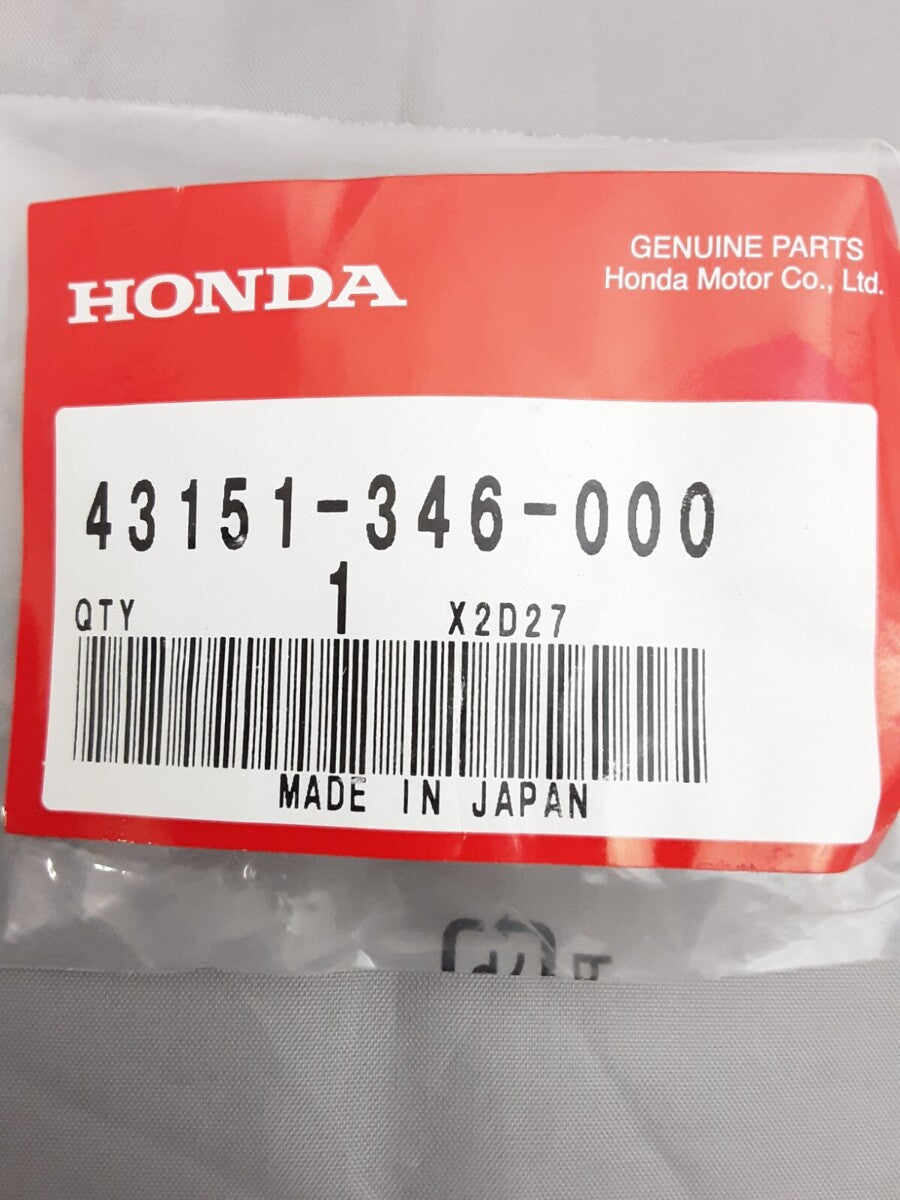 HONDA
GENUINE PARTS
Honda Motor Co., Ltd.
43151-346-000
QTY 1 X2D27
MADE IN JAPAN